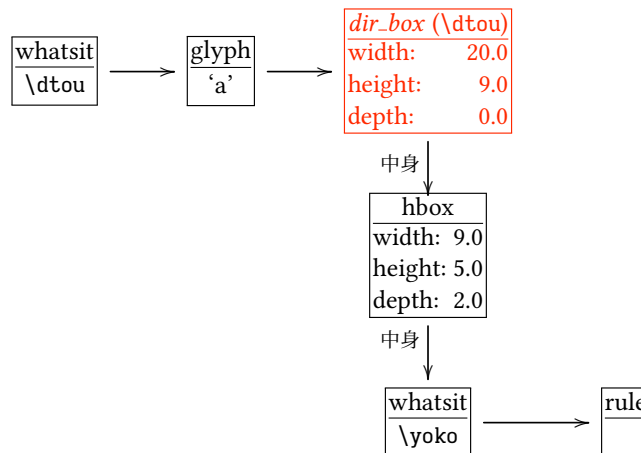 whatsit
\dtou
glyph
‘a’
dir_box (\dtou)
width: 20.0
height: 9.0
depth: 0.0
中身
hbox
width: 9.0
height: 5.0
depth: 2.0
中身
whatsit
\yoko
rule